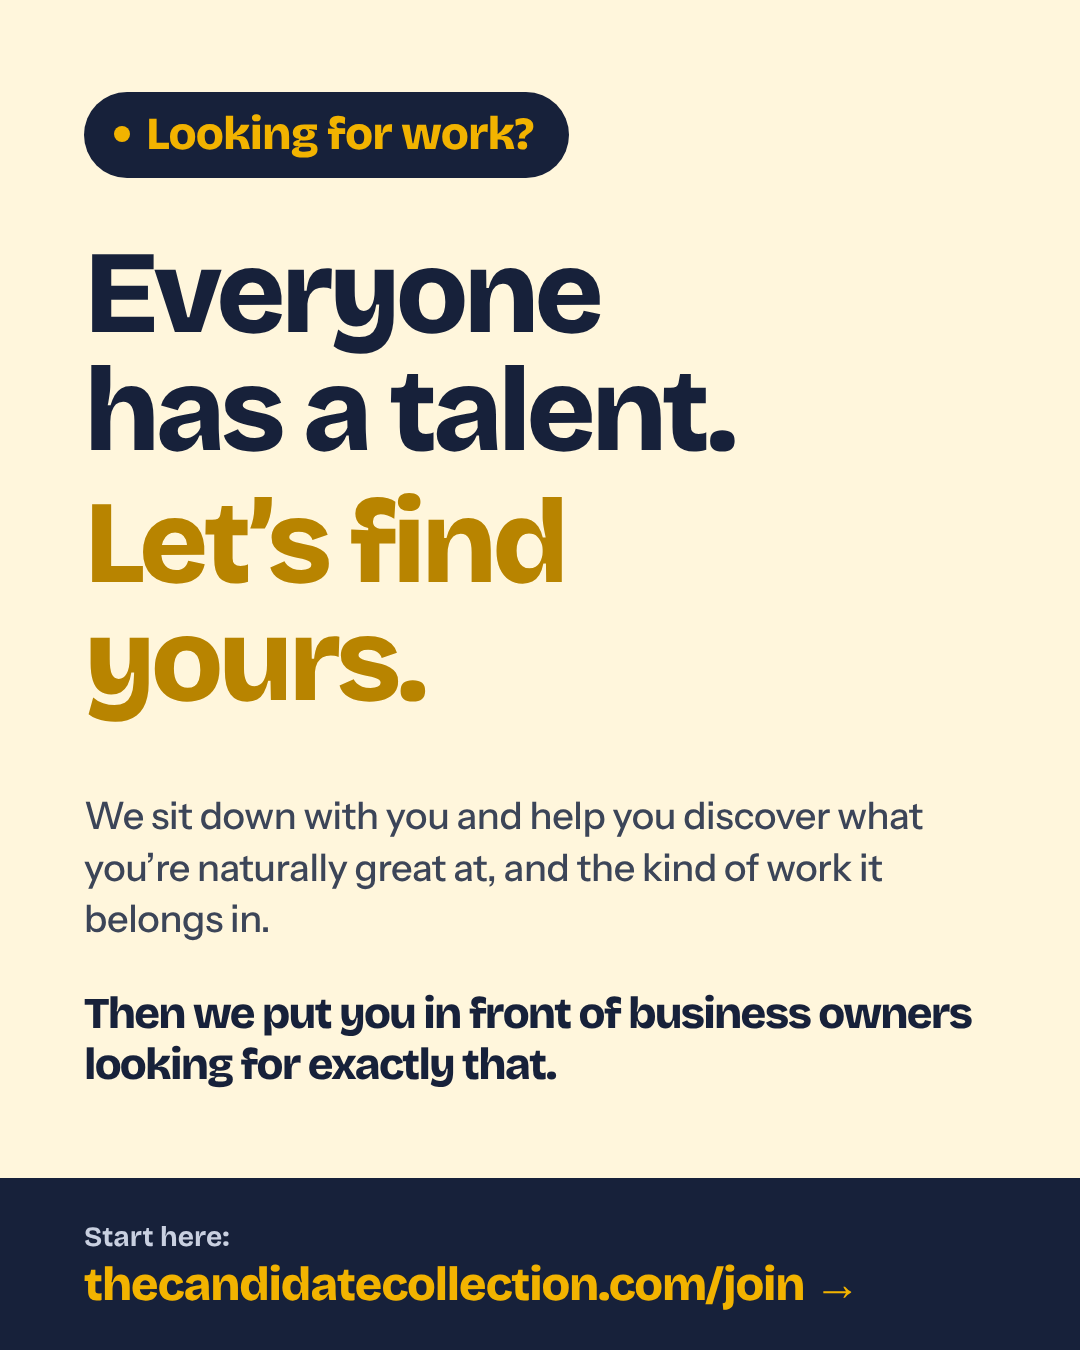 Looking for work?
Everyone
has a talent.
Let’s find
yours.
We sit down with you and help you discover what
you’re naturally great at, and the kind of work it
belongs in.
Then we put you in front of business owners
looking for exactly that.
Start here:
thecandidatecollection.com/join →